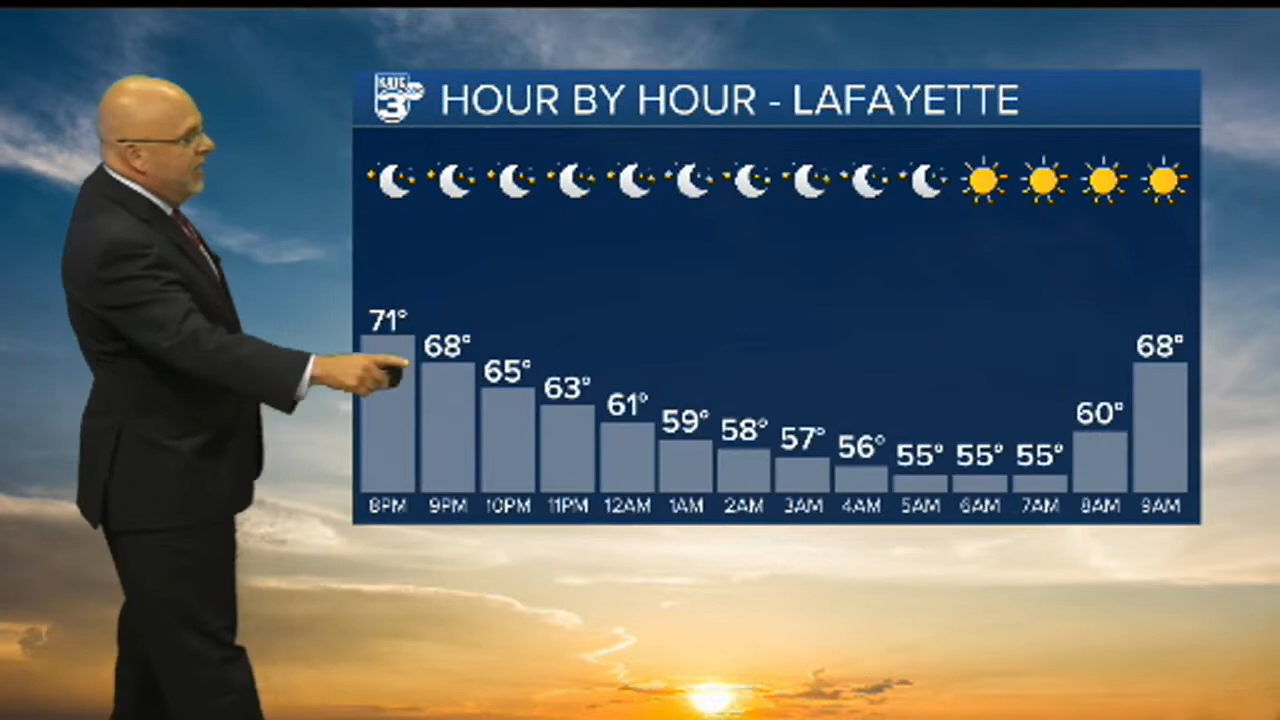 KATC
3
HOUR BY HOUR - LAFAYETTE
71° 68° 65° 63° 61° 59° 58° 57° 56° 55° 55° 55° 60° 68°
8PM 9PM 10PM 11PM 12AM 1AM 2AM 3AM 4AM 5AM 6AM 7AM 8AM 9AM